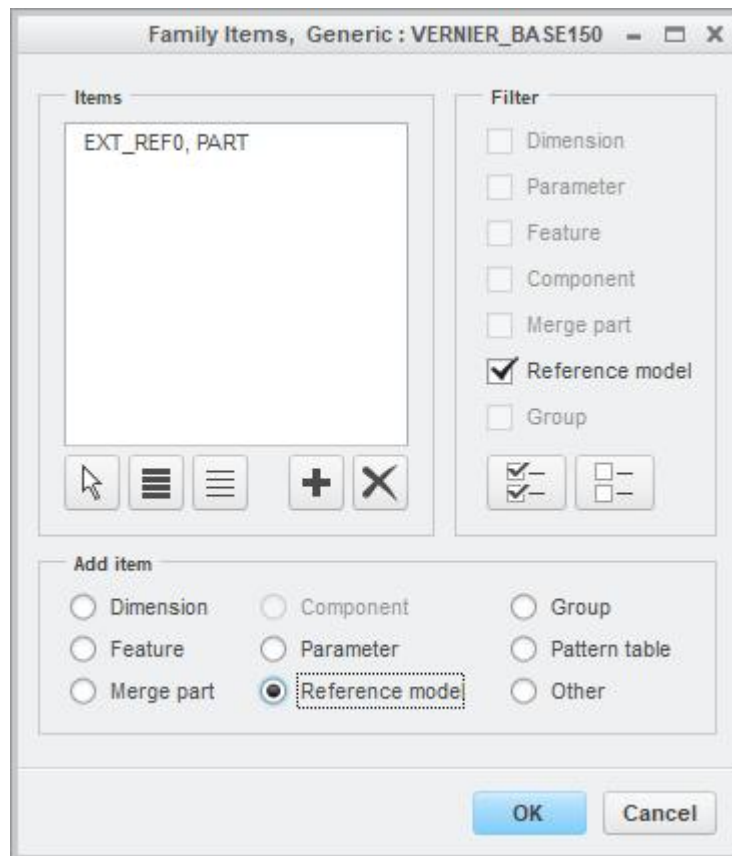 Family Items, Generic : VERNIER_BASE150
Items
EXT_REF0, PART
Filter
Dimension
Parameter
Feature
Component
Merge part
Reference model
Group
Add item
Dimension
Component
Group
Feature
Parameter
Pattern table
Merge part
Reference model
Other
OK
Cancel